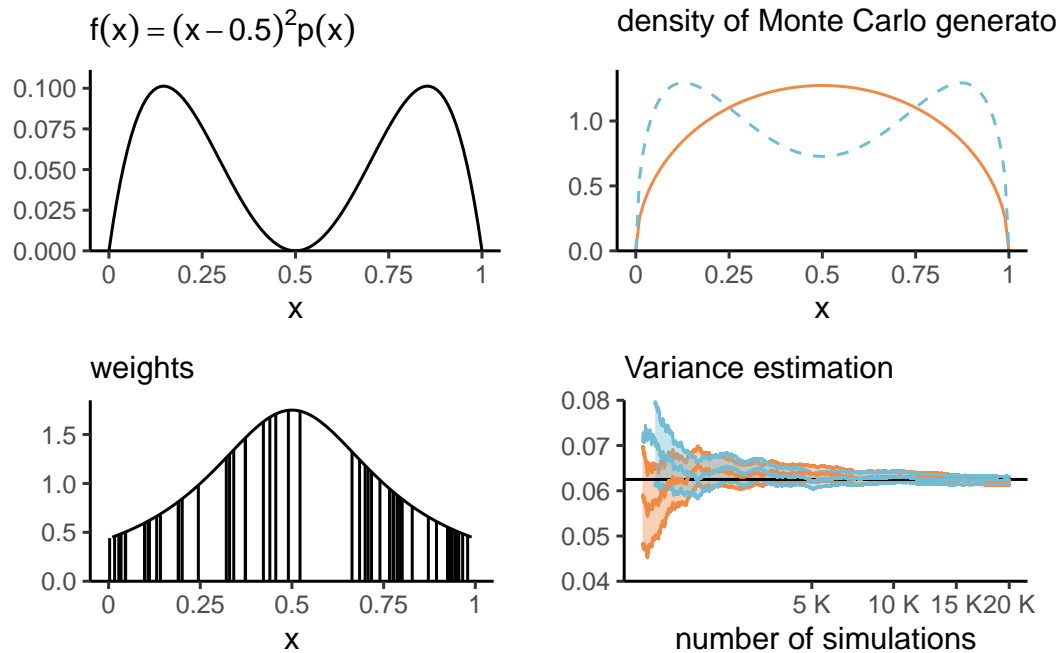 f(x) = (x − 0.5)²p(x)
0.100
0.075
0.050
0.025
0.000
0 0.25 0.5 0.75 1
x
density of Monte Carlo generato
1.0
0.5
0.0
0 0.25 0.5 0.75 1
x
weights
1.5
1.0
0.5
0.0
0 0.25 0.5 0.75 1
x
Variance estimation
0.08
0.07
0.06
0.05
0.04
5 K 10 K 15 K 20 K
number of simulations